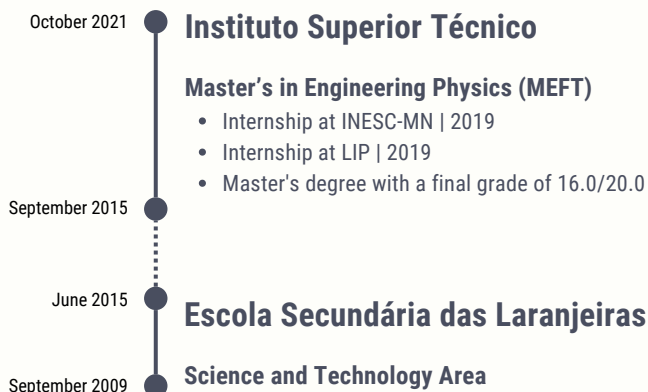 October 2021
Instituto Superior Técnico
Master's in Engineering Physics (MEFT)
• Internship at INESC-MN | 2019
• Internship at LIP | 2019
• Master's degree with a final grade of 16.0/20.0
September 2015
June 2015
Escola Secundária das Laranjeiras
Science and Technology Area
September 2009